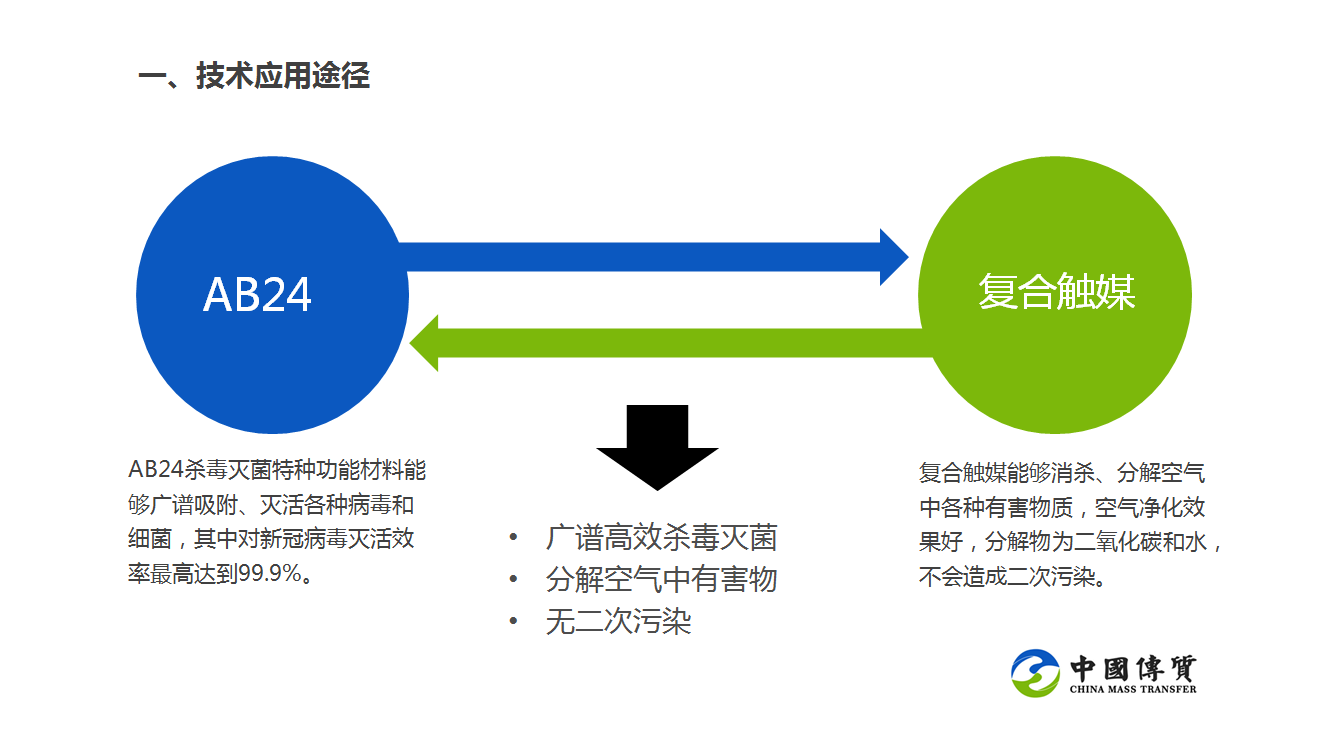 一、技术应用途径
AB24
复合触媒
AB24杀毒灭菌特种功能材料能
够广谱吸附、灭活各种病毒和
细菌，其中对新冠病毒灭活效
率最高达到99.9%。
• 广谱高效杀毒灭菌
• 分解空气中有害物
• 无二次污染
复合触媒能够消杀、分解空气
中各种有害物质，空气净化效
果好，分解物为二氧化碳和水，
不会造成二次污染。
中國傳質
CHINA MASS TRANSFER